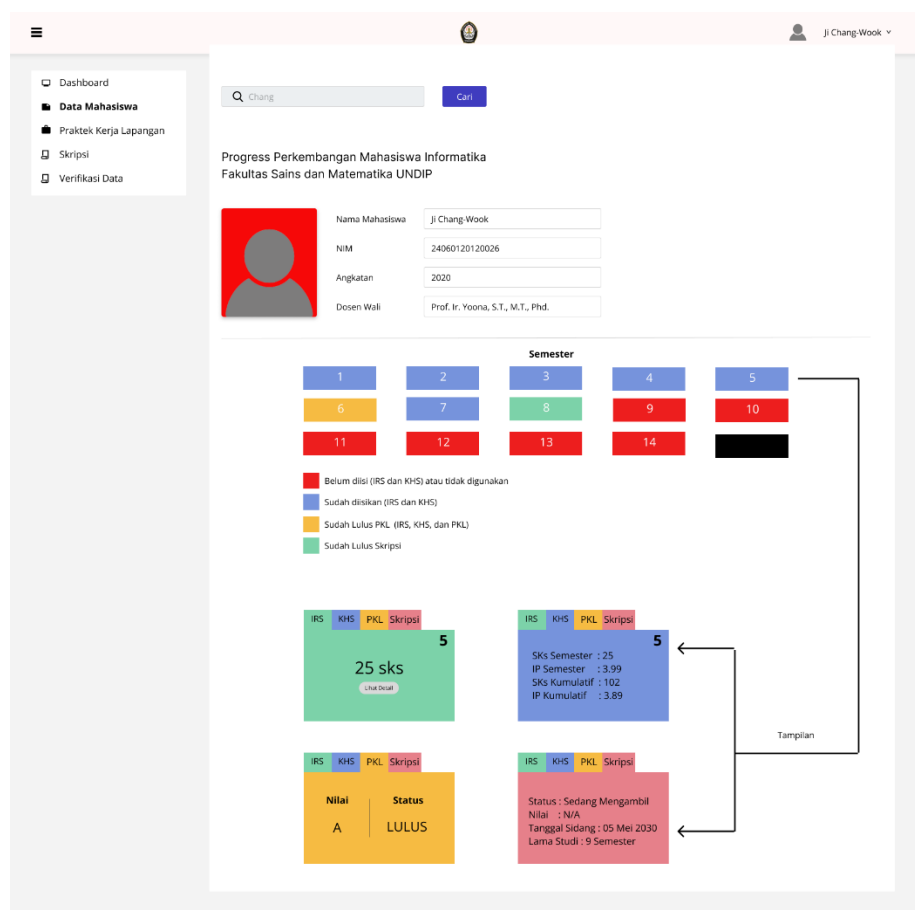 Ji Chang-Wook
Dashboard
Data Mahasiswa
Praktek Kerja Lapangan
Skripsi
Verifikasi Data
Chang
Cari
Progress Perkembangan Mahasiswa Informatika
Fakultas Sains dan Matematika UNDIP
Nama Mahasiswa Ji Chang-Wook
NIM 24060120120026
Angkatan 2020
Dosen Wali Prof. Ir. Yoona, S.T., M.T., Phd.
Semester
1 2 3 4 5
6 7 8 9 10
11 12 13 14
Belum diisi (IRS dan KHS) atau tidak digunakan
Sudah diisikan (IRS dan KHS)
Sudah Lulus PKL (IRS, KHS, dan PKL)
Sudah Lulus Skripsi
IRS KHS PKL Skripsi
5
25 sks
Lihat Detail
IRS KHS PKL Skripsi
5
SKs Semester : 25
IP Semester : 3.99
SKs Kumulatif : 102
IP Kumulatif : 3.89
Tampilan
IRS KHS PKL Skripsi
Nilai Status
A LULUS
IRS KHS PKL Skripsi
Status : Sedang Mengambil
Nilai : N/A
Tanggal Sidang : 05 Mei 2030
Lama Studi : 9 Semester